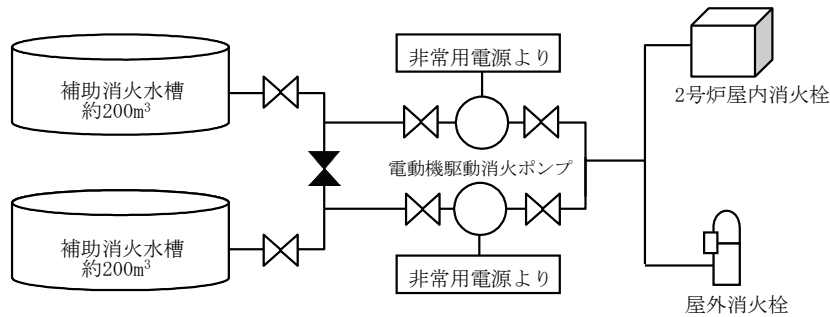 補助消火水槽
約200m³
非常用電源より
2号炉屋内消火栓
電動機駆動消火ポンプ
補助消火水槽
約200m³
非常用電源より
屋外消火栓